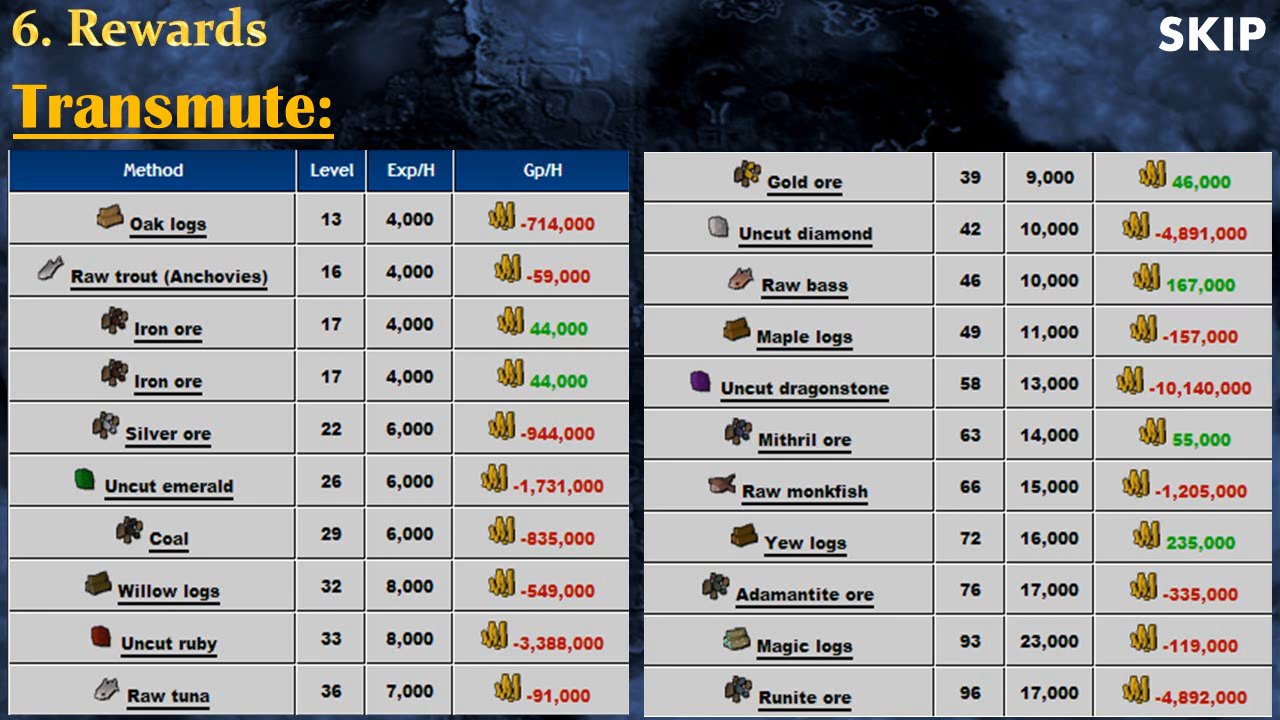 6. Rewards
SKIP
Transmute:
Method Level Exp/H Gp/H
Oak logs 13 4,000 -714,000
Raw trout (Anchovies) 16 4,000 -59,000
Iron ore 17 4,000 44,000
Iron ore 17 4,000 44,000
Silver ore 22 6,000 -944,000
Uncut emerald 26 6,000 -1,731,000
Coal 29 6,000 -835,000
Willow logs 32 8,000 -549,000
Uncut ruby 33 8,000 -3,388,000
Raw tuna 36 7,000 -91,000
Gold ore 39 9,000 46,000
Uncut diamond 42 10,000 -4,891,000
Raw bass 46 10,000 167,000
Maple logs 49 11,000 -157,000
Uncut dragonstone 58 13,000 -10,140,000
Mithril ore 63 14,000 55,000
Raw monkfish 66 15,000 -1,205,000
Yew logs 72 16,000 235,000
Adamantite ore 76 17,000 -335,000
Magic logs 93 23,000 -119,000
Runite ore 96 17,000 -4,892,000